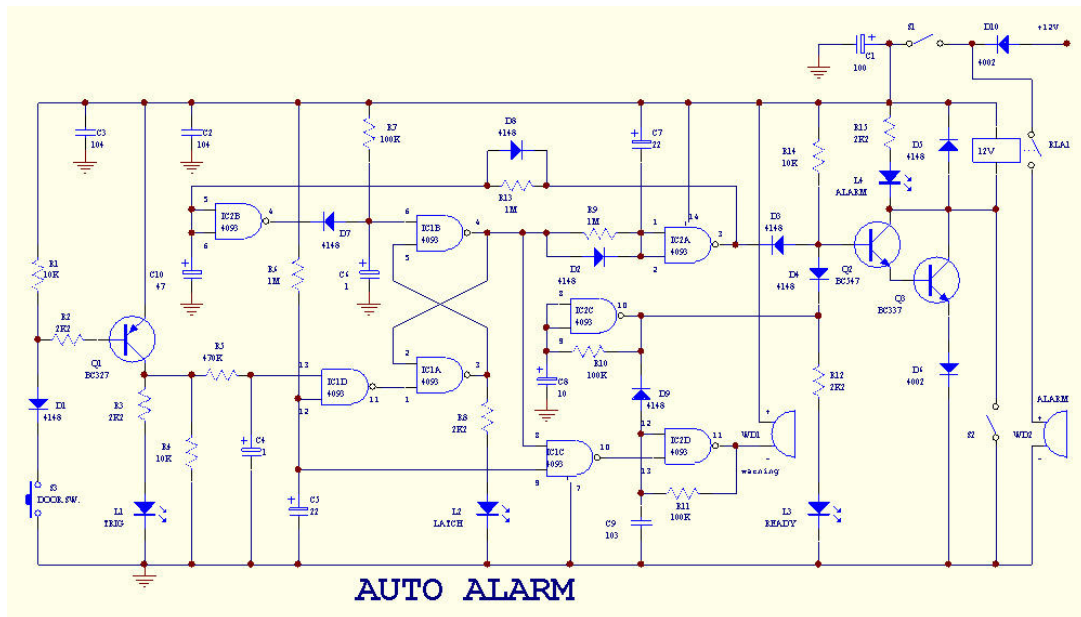 S1
D10
+12V
C1
100
4002
C3
104
C2
104
R7
100K
D8
4148
C7
22
R15
2K2
D5
4148
12V
RLA1
R14
10K
L4
ALARM
R13
1M
5
IC2B
4093
4
6
D7
4148
6
IC1B
4093
4
5
R9
1M
D2
4148
1
14
IC2A
4093
3
2
D3
4148
Q2
BC547
D4
4148
Q3
BC337
R1
10K
C10
47
R6
1M
C6
1
R2
2K2
Q1
BC327
R5
470K
8
IC2C
4093
10
9
R10
100K
13
IC1D
4093
11
12
2
IC1A
4093
3
1
C8
10
D9
4148
R12
2K2
D6
4002
D1
4148
R3
2K2
R4
10K
C4
1
R8
2K2
8
IC1C
4093
10
9
7
12
IC2D
4093
11
13
WD1
warning
S2
ALARM
WD2
S3
DOOR SW.
L1
TRIG
C5
22
L2
LATCH
C9
103
R11
100K
L3
READY
AUTO ALARM